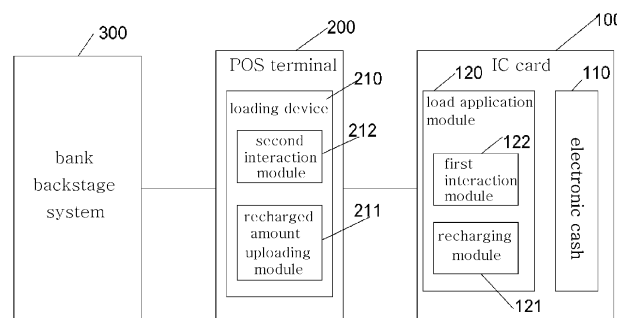 300
bank
backstage
system
200
POS terminal
210
loading device
212
second
interaction
module
211
recharged
amount
uploading
module
100
IC card
120
110
load application
module
122
first
interaction
module
recharging
module
121
electronic cash